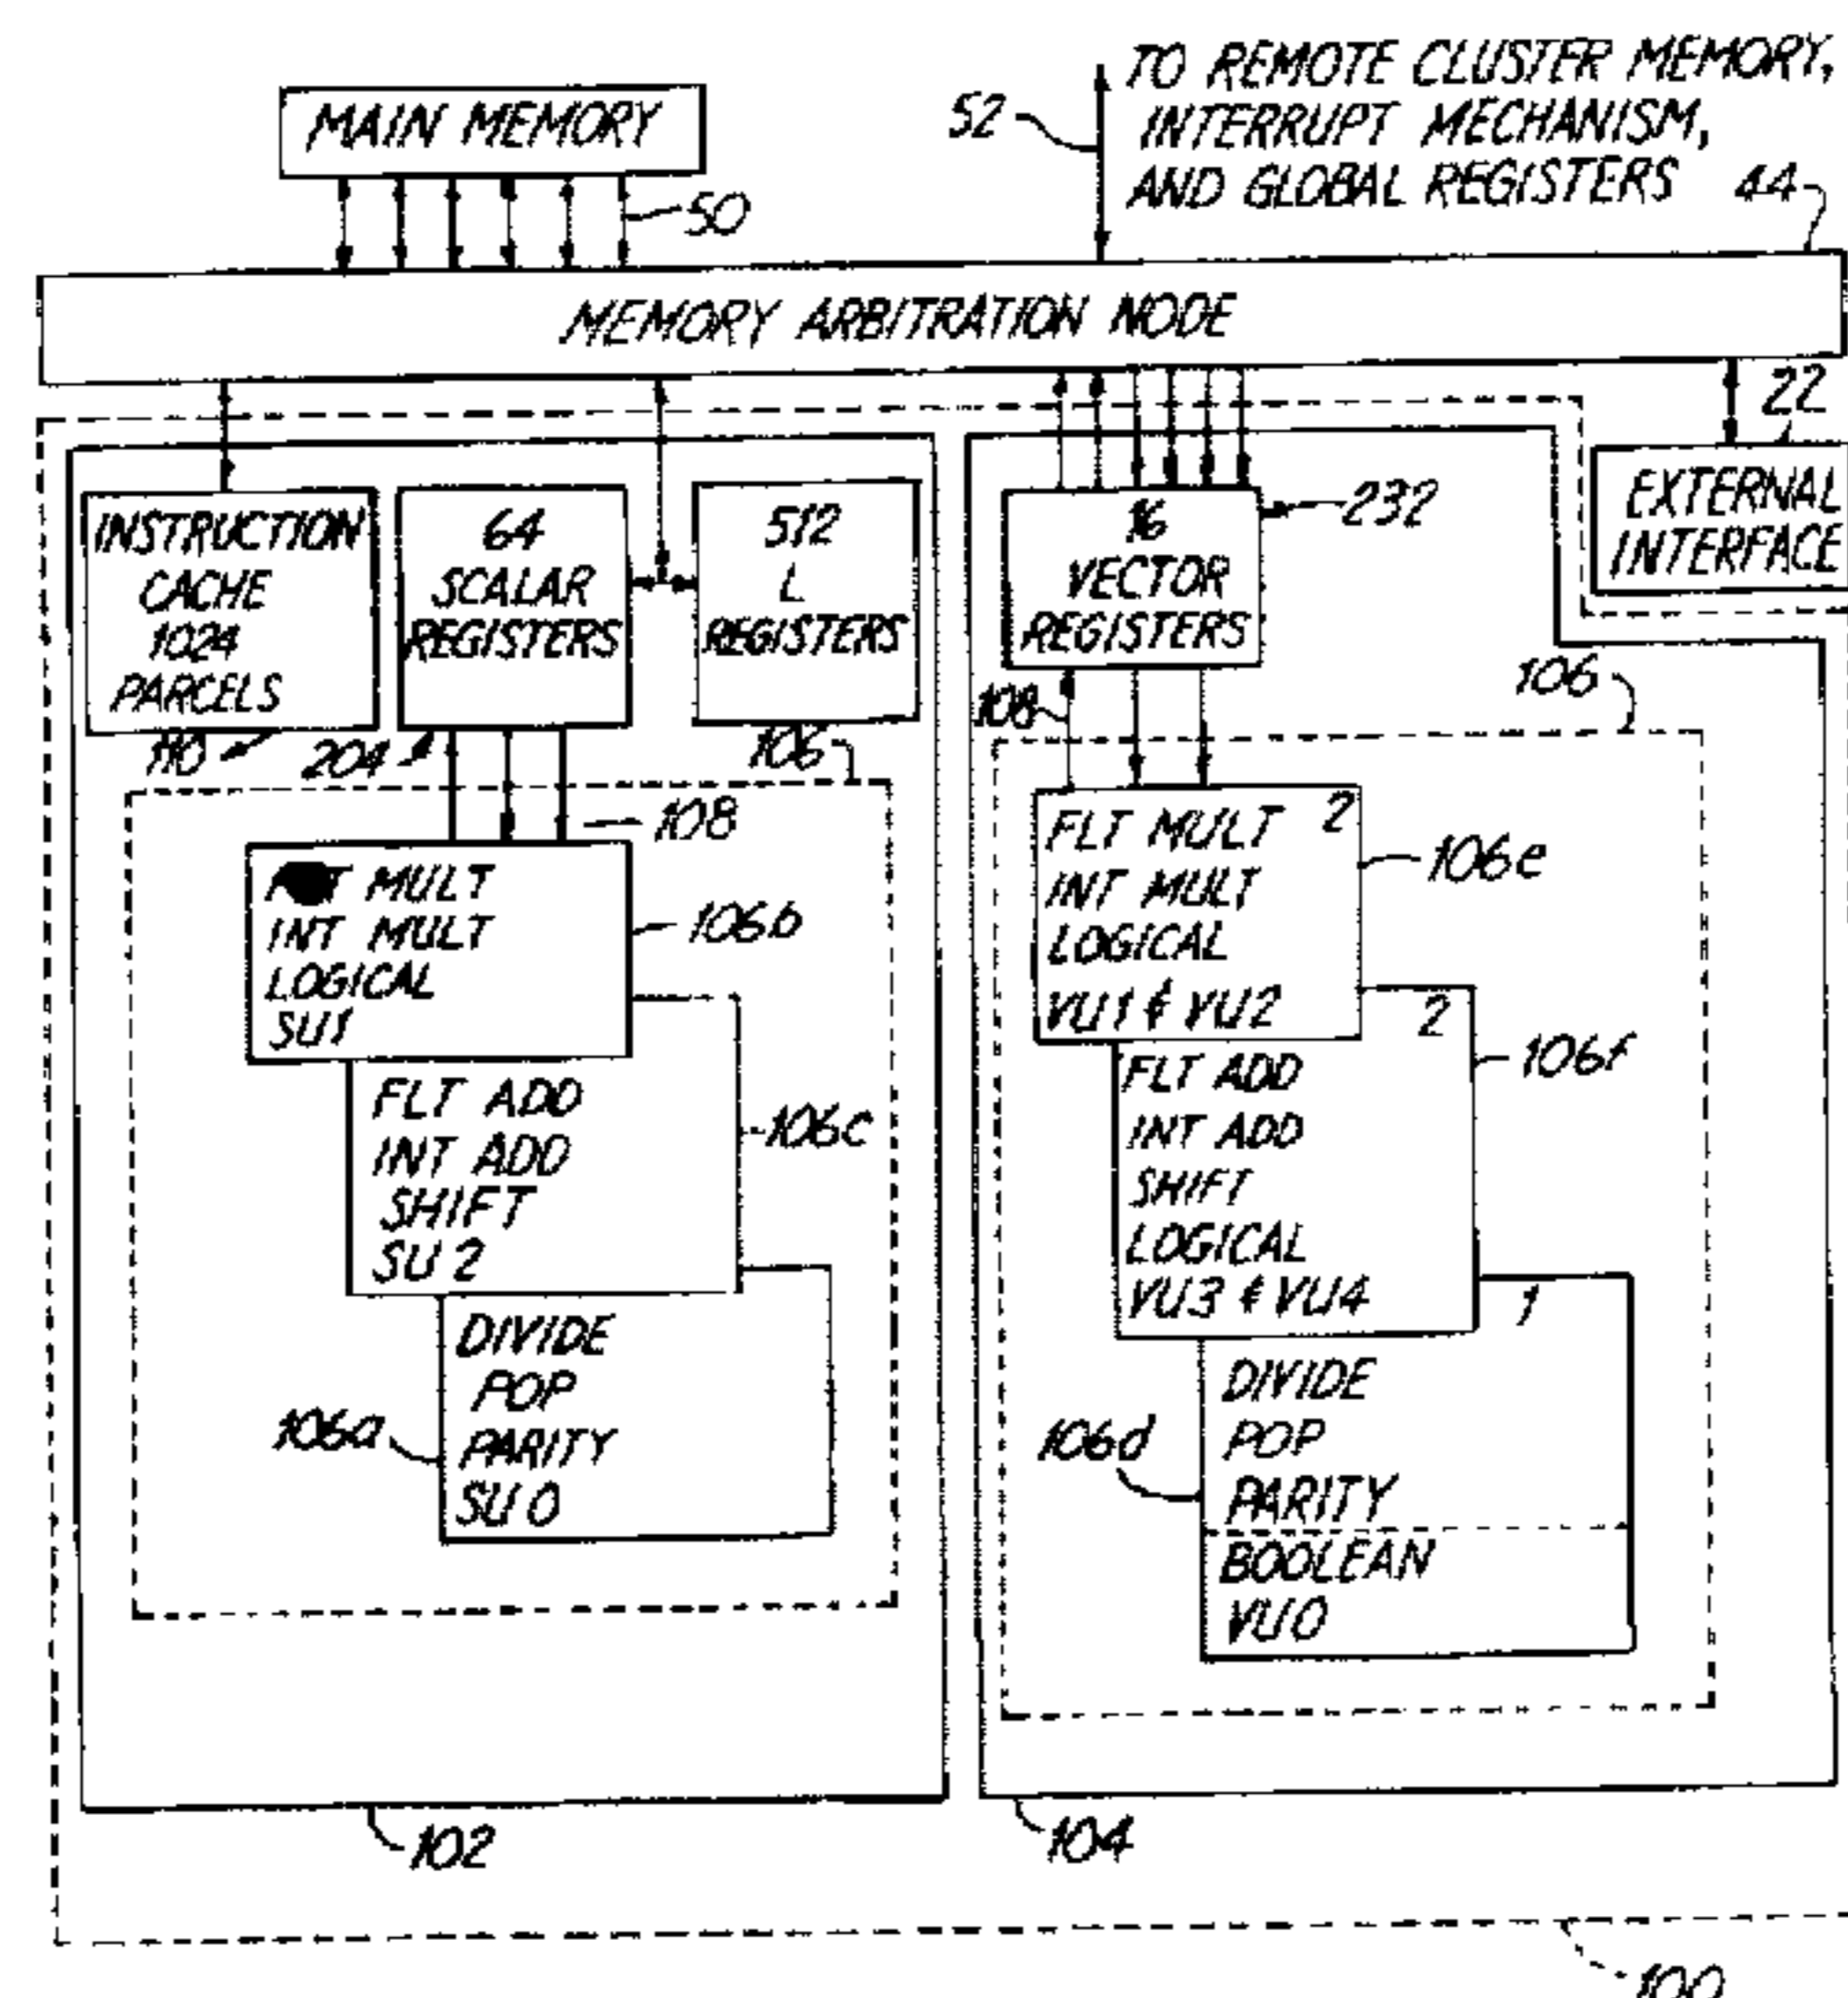 MAIN MEMORY
50
52
TO REMOTE CLUSTER MEMORY,
INTERRUPT MECHANISM,
AND GLOBAL REGISTERS
44
MEMORY ARBITRATION NODE
22
EXTERNAL
INTERFACE
INSTRUCTION
CACHE
1024
PARCELS
110
64
SCALAR
REGISTERS
204
512
L
REGISTERS
106
108
MULT
INT MULT
LOGICAL
SU1
106b
FLT ADD
INT ADD
SHIFT
SU 2
106c
DIVIDE
POP
PARITY
SU 0
106a
102
16
VECTOR
REGISTERS
232
108
106
FLT MULT 2
INT MULT
LOGICAL
VU1 & VU2
106e
2
FLT ADD
INT ADD
SHIFT
LOGICAL
VU3 & VU4
106f
1
DIVIDE
POP
PARITY
BOOLEAN
VU0
106d
104
100